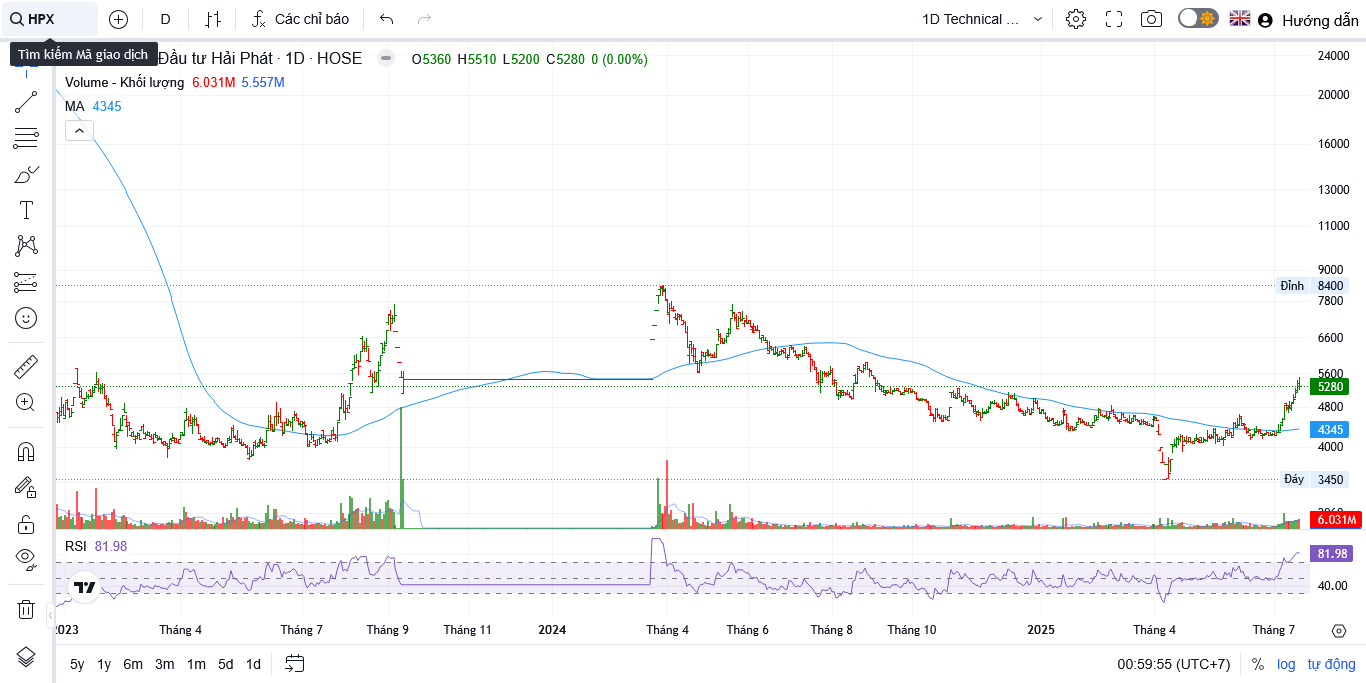 HPX D Các chỉ báo 1D Technical ... Hướng dẫn
Tìm kiếm Mã giao dịch
Đầu tư Hải Phát · 1D · HOSE O5360 H5510 L5200 C5280 0 (0.00%)
Volume - Khối lượng 6.031M 5.557M
MA 4345
24000
20000
16000
13000
11000
9000
Đỉnh 8400
7800
6600
5600
5280
4800
4345
4000
Đáy 3450
6.031M
RSI 81.98
81.98
40.00
2023 Tháng 4 Tháng 7 Tháng 9 Tháng 11 2024 Tháng 4 Tháng 6 Tháng 8 Tháng 10 2025 Tháng 4 Tháng 7
5y 1y 6m 3m 1m 5d 1d 00:59:55 (UTC+7) % log tự động